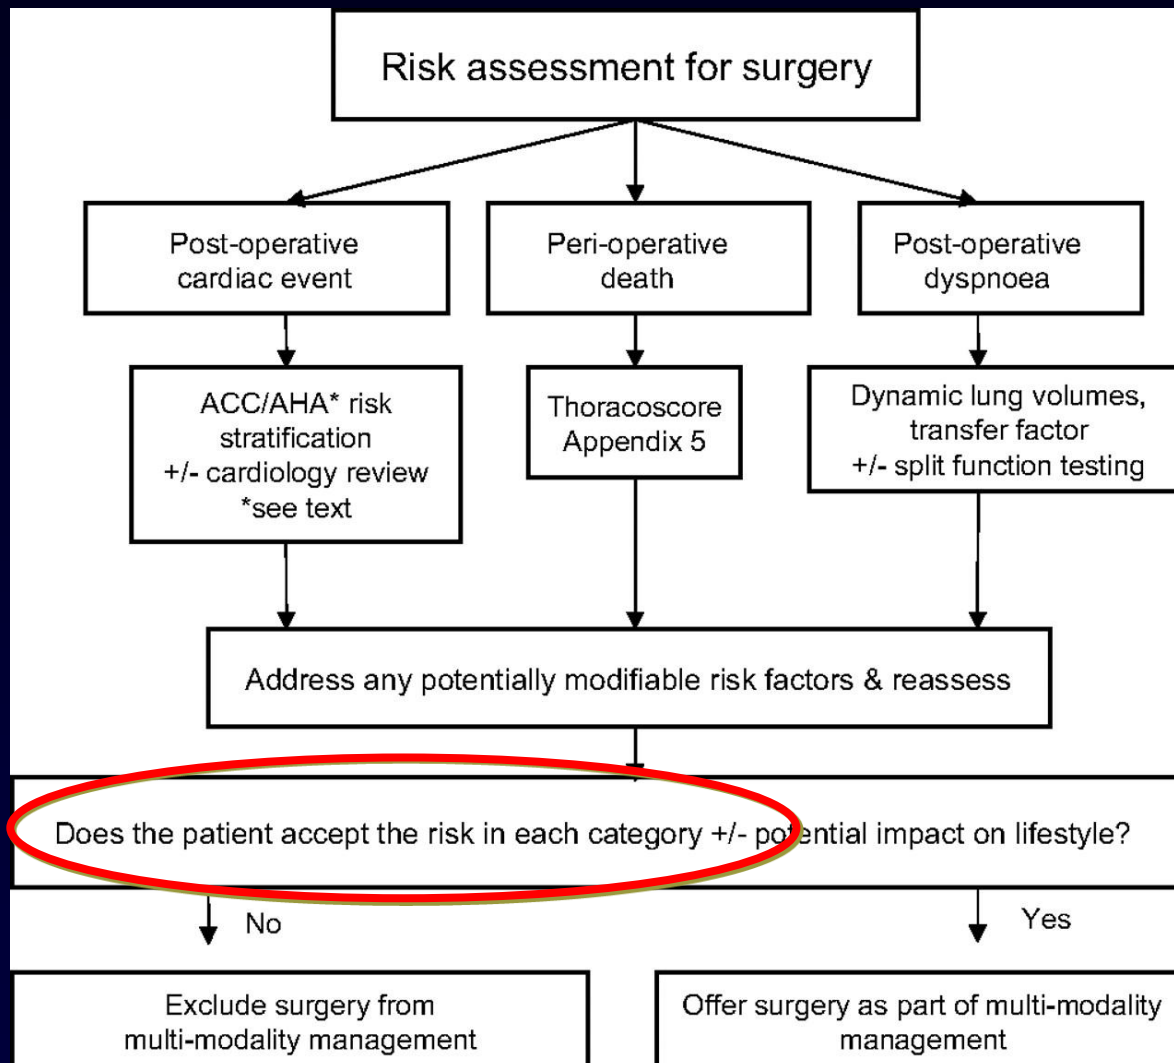 Risk assessment for surgery
Post-operative
cardiac event
Peri-operative
death
Post-operative
dyspnoea
ACC/AHA* risk
stratification
+/- cardiology review
*see text
Thoracoscore
Appendix 5
Dynamic lung volumes,
transfer factor
+/- split function testing
Address any potentially modifiable risk factors & reassess
Does the patient accept the risk in each category +/- potential impact on lifestyle?
No
Yes
Exclude surgery from
multi-modality management
Offer surgery as part of multi-modality
management